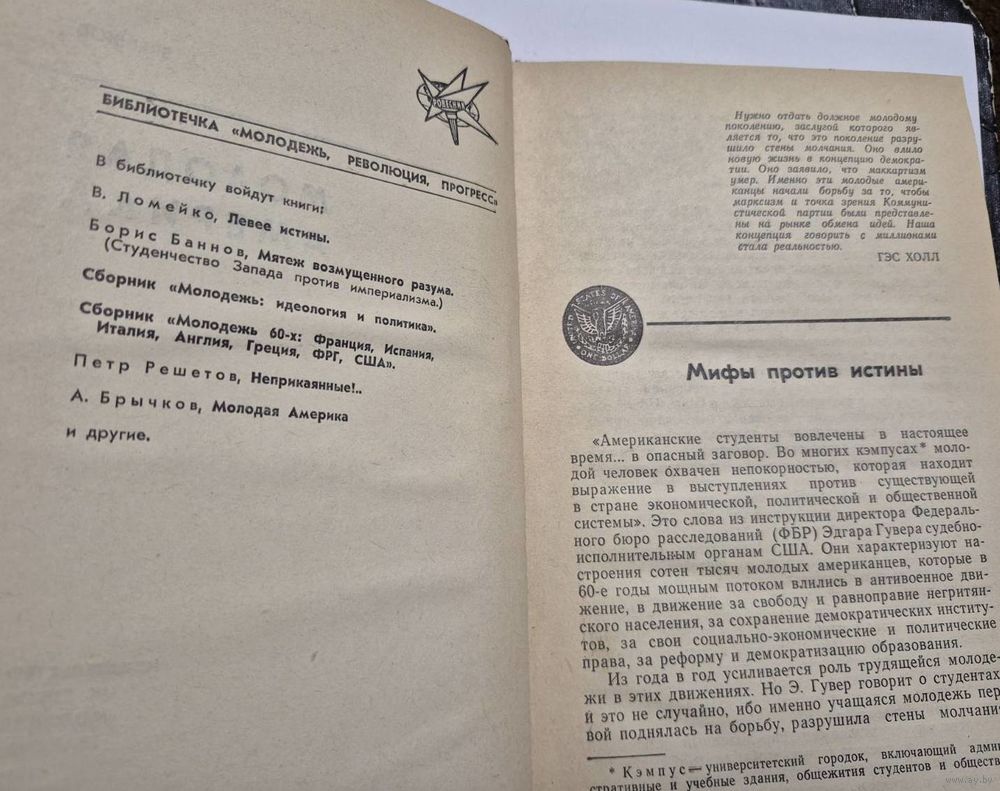 РОВЕСНИК
БИБЛИОТЕЧКА «МОЛОДЕЖЬ, РЕВОЛЮЦИЯ, ПРОГРЕСС»
В библиотечку войдут книги:
В. Ломейко, Левее истины.
Борис Баннов, Мятеж возмущенного разума.
(Студенчество Запада против империализма.)
Сборник «Молодежь: идеология и политика».
Сборник «Молодежь 60-х: Франция, Испания,
Италия, Англия, Греция, ФРГ, США».
Петр Решетов, Неприкаянные!..
А. Брычков, Молодая Америка
и другие.
Нужно отдать должное молодому
поколению, заслугой которого яв-
ляется то, что это поколение разру-
шило стены молчания. Оно влило
новую жизнь в концепцию демокра-
тии. Оно заявило, что маккартизм
умер. Именно эти молодые амери-
канцы начали борьбу за то, чтобы
марксизм и точка зрения Коммуни-
стической партии были представле-
ны на рынке обмена идей. Наша
концепция говорить с миллионами
стала реальностью.
ГЭС ХОЛЛ
UNITED STATES OF AMERICA
ONE DOLLAR
Мифы против истины
«Американские студенты вовлечены в настоящее
время... в опасный заговор. Во многих кэмпусах* моло-
дой человек охвачен непокорностью, которая находит
выражение в выступлениях против существующей
в стране экономической, политической и общественной
системы». Это слова из инструкции директора Федераль-
ного бюро расследований (ФБР) Эдгара Гувера судебно-
исполнительным органам США. Они характеризуют на-
строения сотен тысяч молодых американцев, которые в
60-е годы мощным потоком влились в антивоенное дви-
жение, в движение за свободу и равноправие негритян-
ского населения, за сохранение демократических институ-
тов, за свои социально-экономические и политические
права, за реформу и демократизацию образования.
Из года в год усиливается роль трудящейся молоде-
жи в этих движениях. Но Э. Гувер говорит о студентах,
и это не случайно, ибо именно учащаяся молодежь пер
вой поднялась на борьбу, разрушила стены молчани
* Кэмпус — университетский городок, включающий адми
стративные и учебные здания, общежития студентов и обществ
www.ay.by